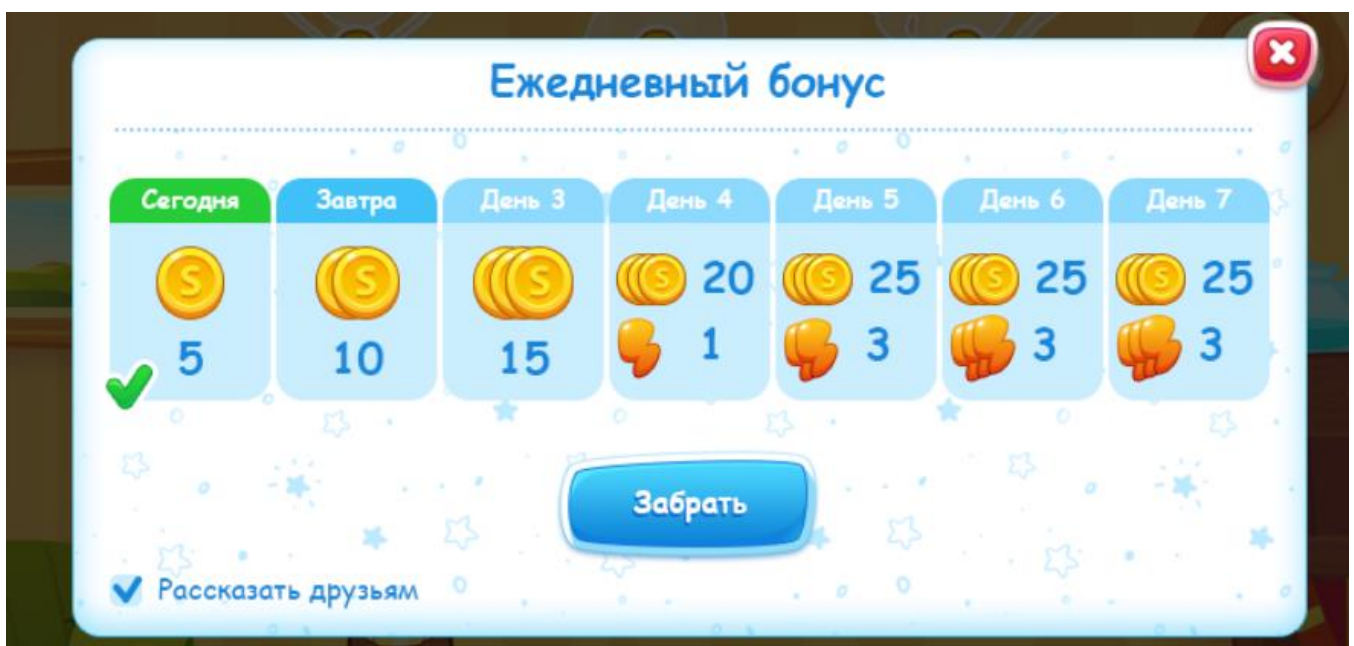 Ежедневный бонус
Сегодня Завтра День 3 День 4 День 5 День 6 День 7
S S S S 20 S 25 S 25 S 25
5 10 15 1 3 3 3
Забрать
Рассказать друзьям